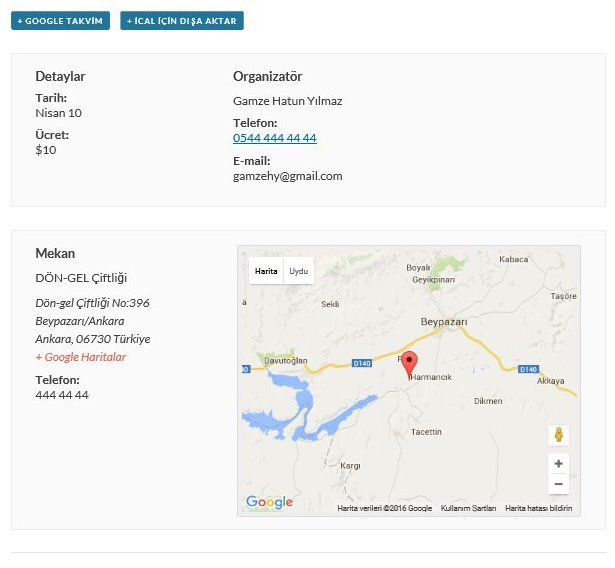 + GOOGLE TAKVİM + İCAL İÇİN DIŞA AKTAR
Detaylar
Tarih:
Nisan 10
Ücret:
$10
Organizatör
Gamze Hatun Yılmaz
Telefon:
0544 444 44 44
E-mail:
gamzehy@gmail.com
Mekan
DÖN-GEL Çiftliği
Dön-gel Çiftliği No:396
Beypazarı/Ankara
Ankara, 06730 Türkiye
+ Google Haritalar
Telefon:
444 44 44
Harita Uydu
Kabaca
Boyalı
Geyikpınarı
Taşöre
Sekli
Beypazarı
Davutoğlan
D140
Harmancık
D140
Akkaya
Dikmen
Tacettin
Kargı
+
−
Google
Harita verileri ©2016 Google Kullanım Şartları Harita hatası bildirin